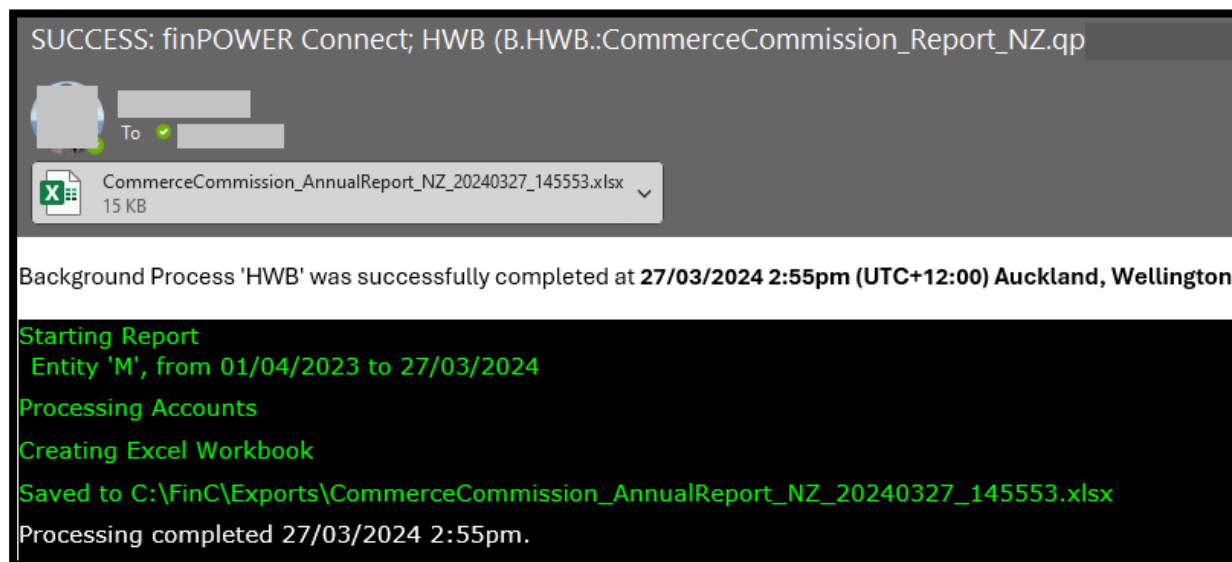 SUCCESS: finPOWER Connect; HWB (B.HWB.:CommerceCommission_Report_NZ.qp
To
CommerceCommission_AnnualReport_NZ_20240327_145553.xlsx
15 KB
Background Process 'HWB' was successfully completed at 27/03/2024 2:55pm (UTC+12:00) Auckland, Wellington
Starting Report
Entity 'M', from 01/04/2023 to 27/03/2024
Processing Accounts
Creating Excel Workbook
Saved to C:\FinC\Exports\CommerceCommission_AnnualReport_NZ_20240327_145553.xlsx
Processing completed 27/03/2024 2:55pm.